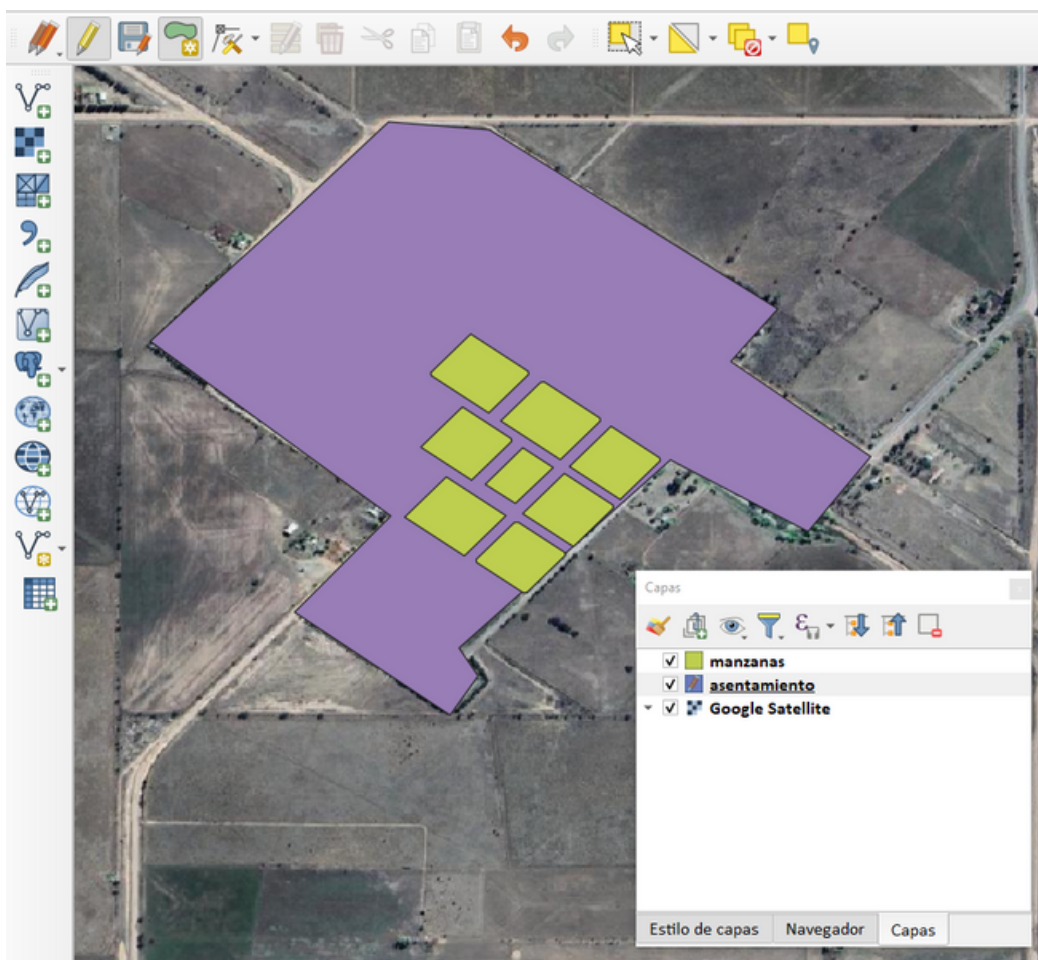 Capas
manzanas
asentamiento
Google Satellite
Estilo de capas
Navegador
Capas